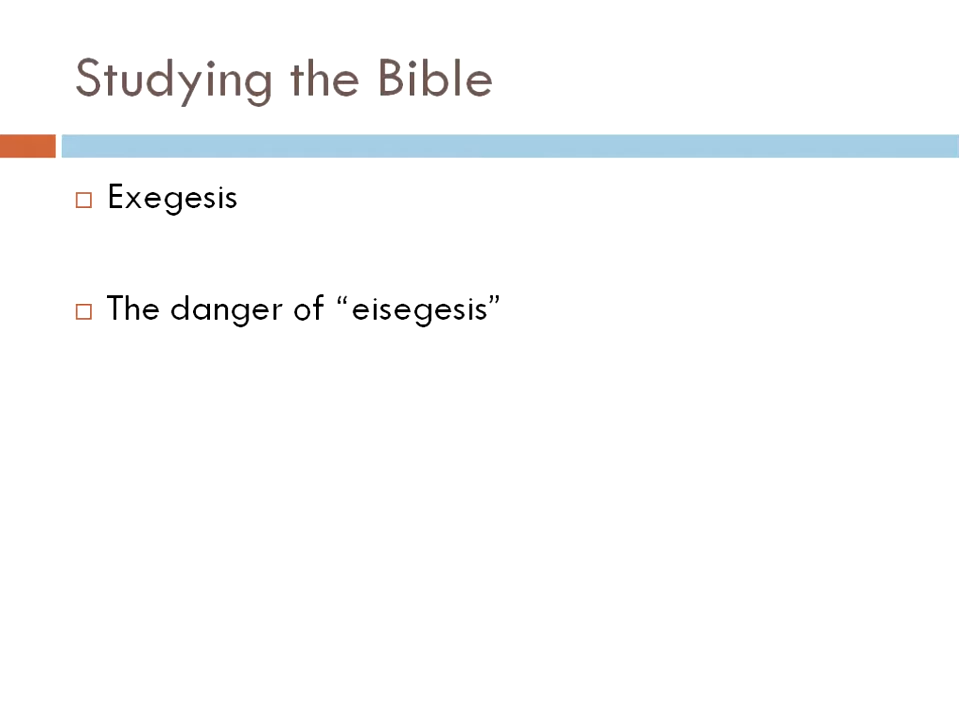 Studying the Bible
Exegesis
The danger of “eisegesis”